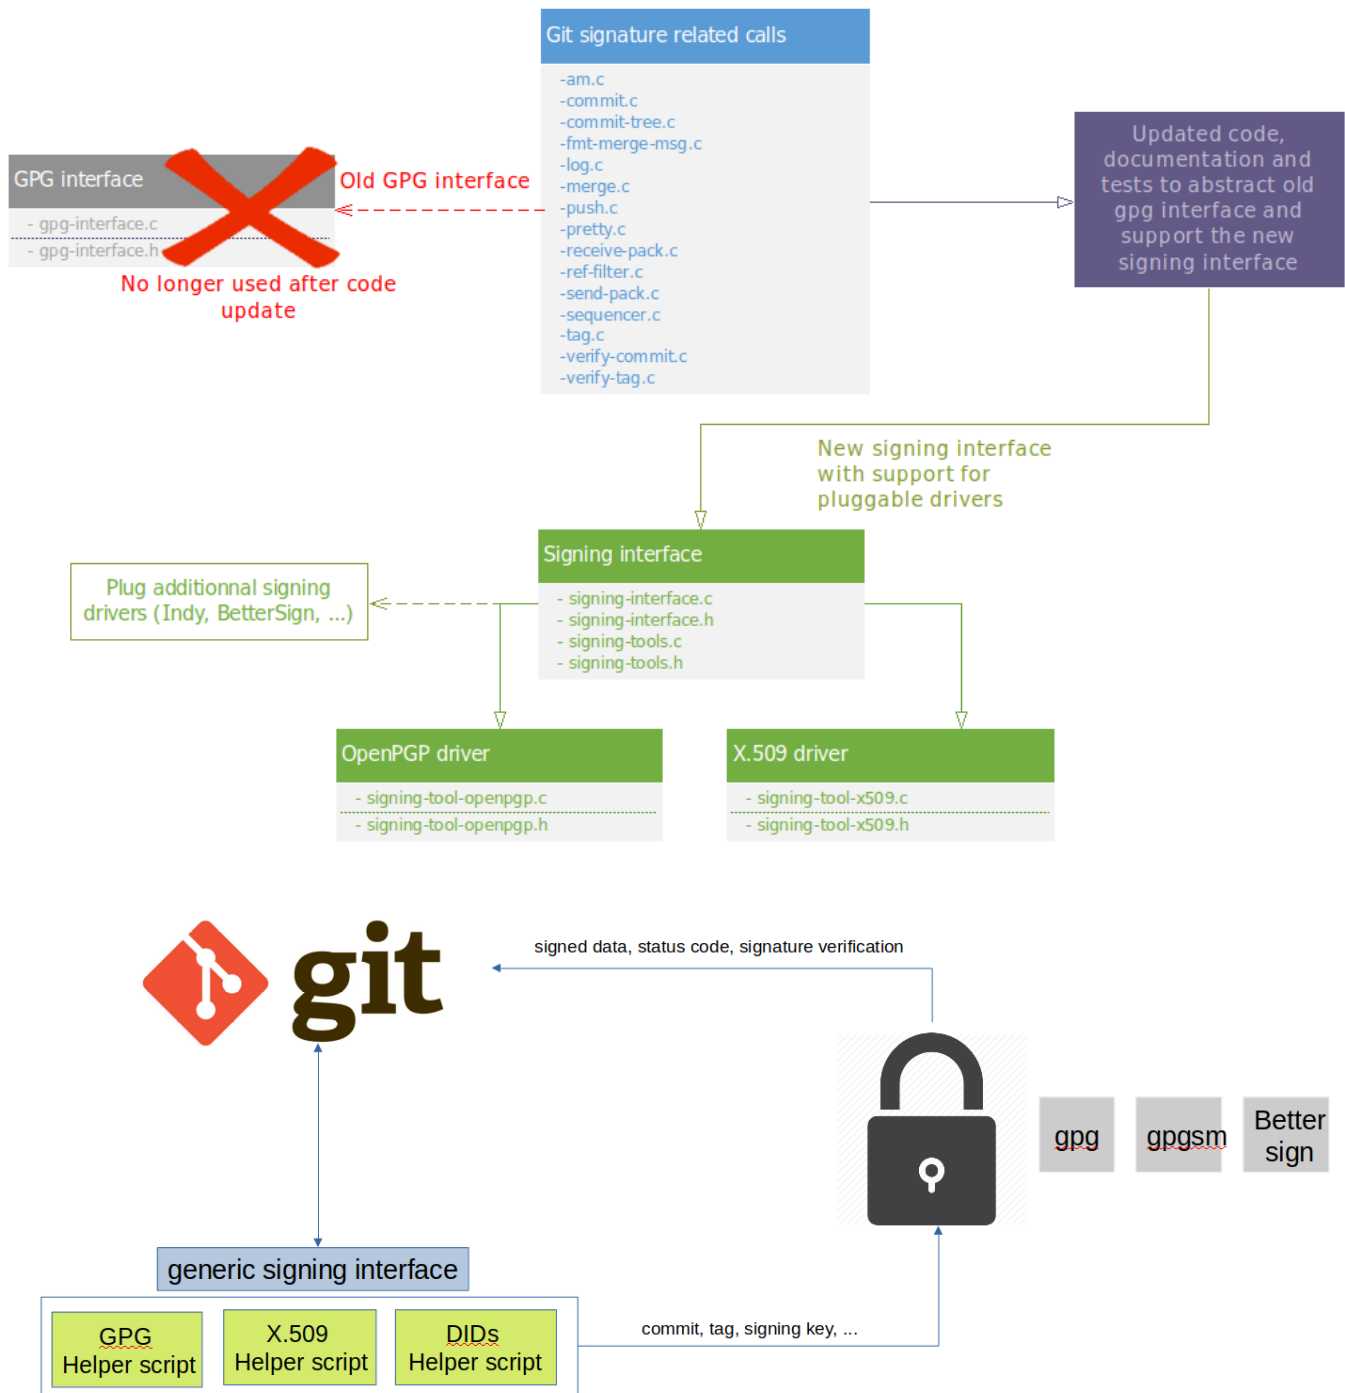 Git signature related calls
-am.c
-commit.c
-commit-tree.c
-fmt-merge-msg.c
-log.c
-merge.c
-push.c
-pretty.c
-receive-pack.c
-ref-filter.c
-send-pack.c
-sequencer.c
-tag.c
-verify-commit.c
-verify-tag.c
GPG interface
- gpg-interface.c
- gpg-interface.h
Old GPG interface
No longer used after code
update
Updated code,
documentation and
tests to abstract old
gpg interface and
support the new
signing interface
New signing interface
with support for
pluggable drivers
Signing interface
- signing-interface.c
- signing-interface.h
- signing-tools.c
- signing-tools.h
Plug additionnal signing
drivers (Indy, BetterSign, ...)
OpenPGP driver
- signing-tool-openpgp.c
- signing-tool-openpgp.h
X.509 driver
- signing-tool-x509.c
- signing-tool-x509.h
git
signed data, status code, signature verification
gpg
gpgsm
Better
sign
generic signing interface
GPG
Helper script
X.509
Helper script
DIDs
Helper script
commit, tag, signing key, ...